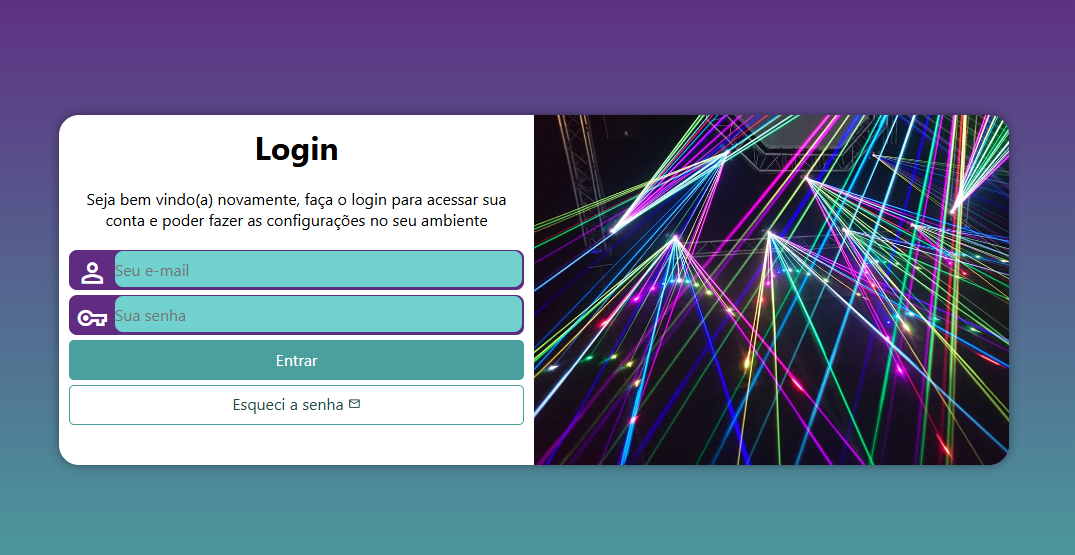 Login
Seja bem vindo(a) novamente, faça o login para acessar sua
conta e poder fazer as configurações no seu ambiente
Seu e-mail
Sua senha
Entrar
Esqueci a senha